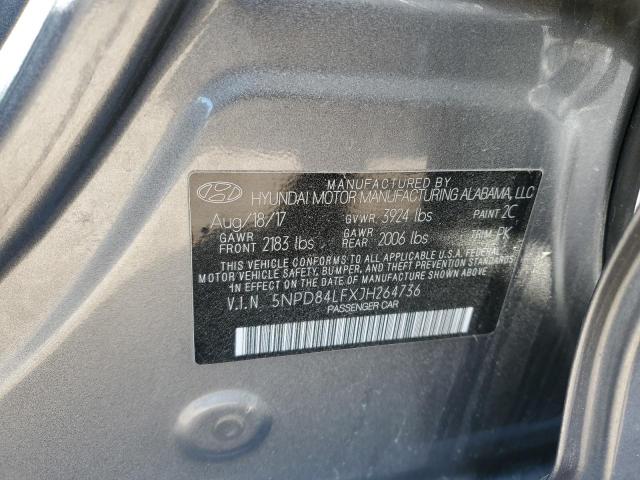 MANUFACTURED BY
HYUNDAI MOTOR MANUFACTURING ALABAMA, LLC
Aug/18/17 GVWR 3924 lbs PAINT 2C
GAWR FRONT 2183 lbs GAWR REAR 2006 lbs TRIM PK
THIS VEHICLE CONFORMS TO ALL APPLICABLE U.S.A. FEDERAL
MOTOR VEHICLE SAFETY, BUMPER, AND THEFT PREVENTION STANDARDS
IN EFFECT ON THE DATE OF MANUFACTURE SHOWN ABOVE.
V.I.N 5NPD84LFXJH264736
PASSENGER CAR